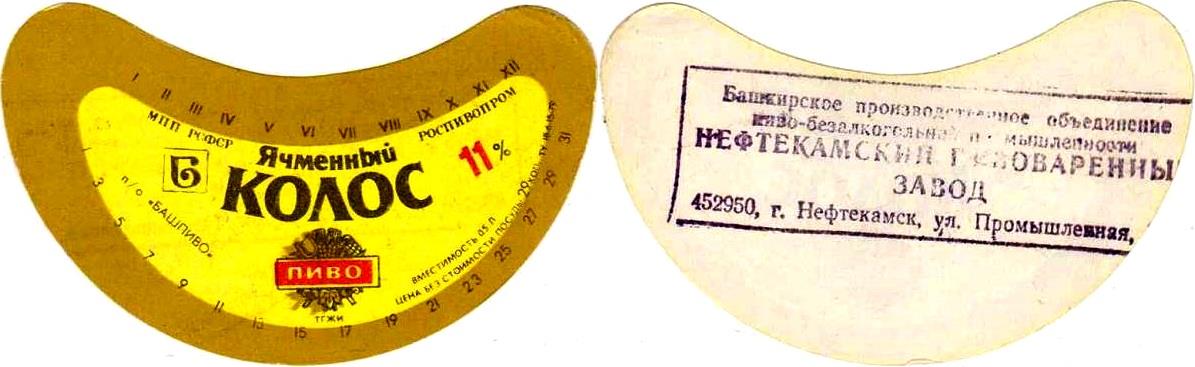 I II III IV V VI VII VIII IX X XI XII
МПП РСФСР
РОСПИВОПРОМ
Б
Ячменный
КОЛОС
11%
п/о «БАШПИВО»
ПИВО
ВМЕСТИМОСТЬ 0,5 л
ЦЕНА БЕЗ СТОИМОСТИ ПОСУДЫ
ТГЖИ
1 3 5 7 9 11 13 15 17 19 21 23 25 27 29 31
Башкирское производственное объединение
пиво-безалкогольной
НЕФТЕКАМСКИЙ ПИВОВАРЕННЫ
ЗАВОД
452950, г. Нефтекамск, ул. Промышленная,